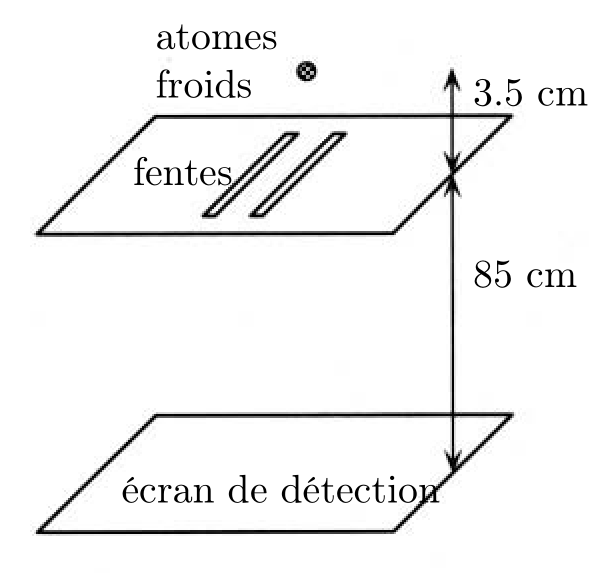 atomes
froids
3.5 cm
fentes
85 cm
écran de détection